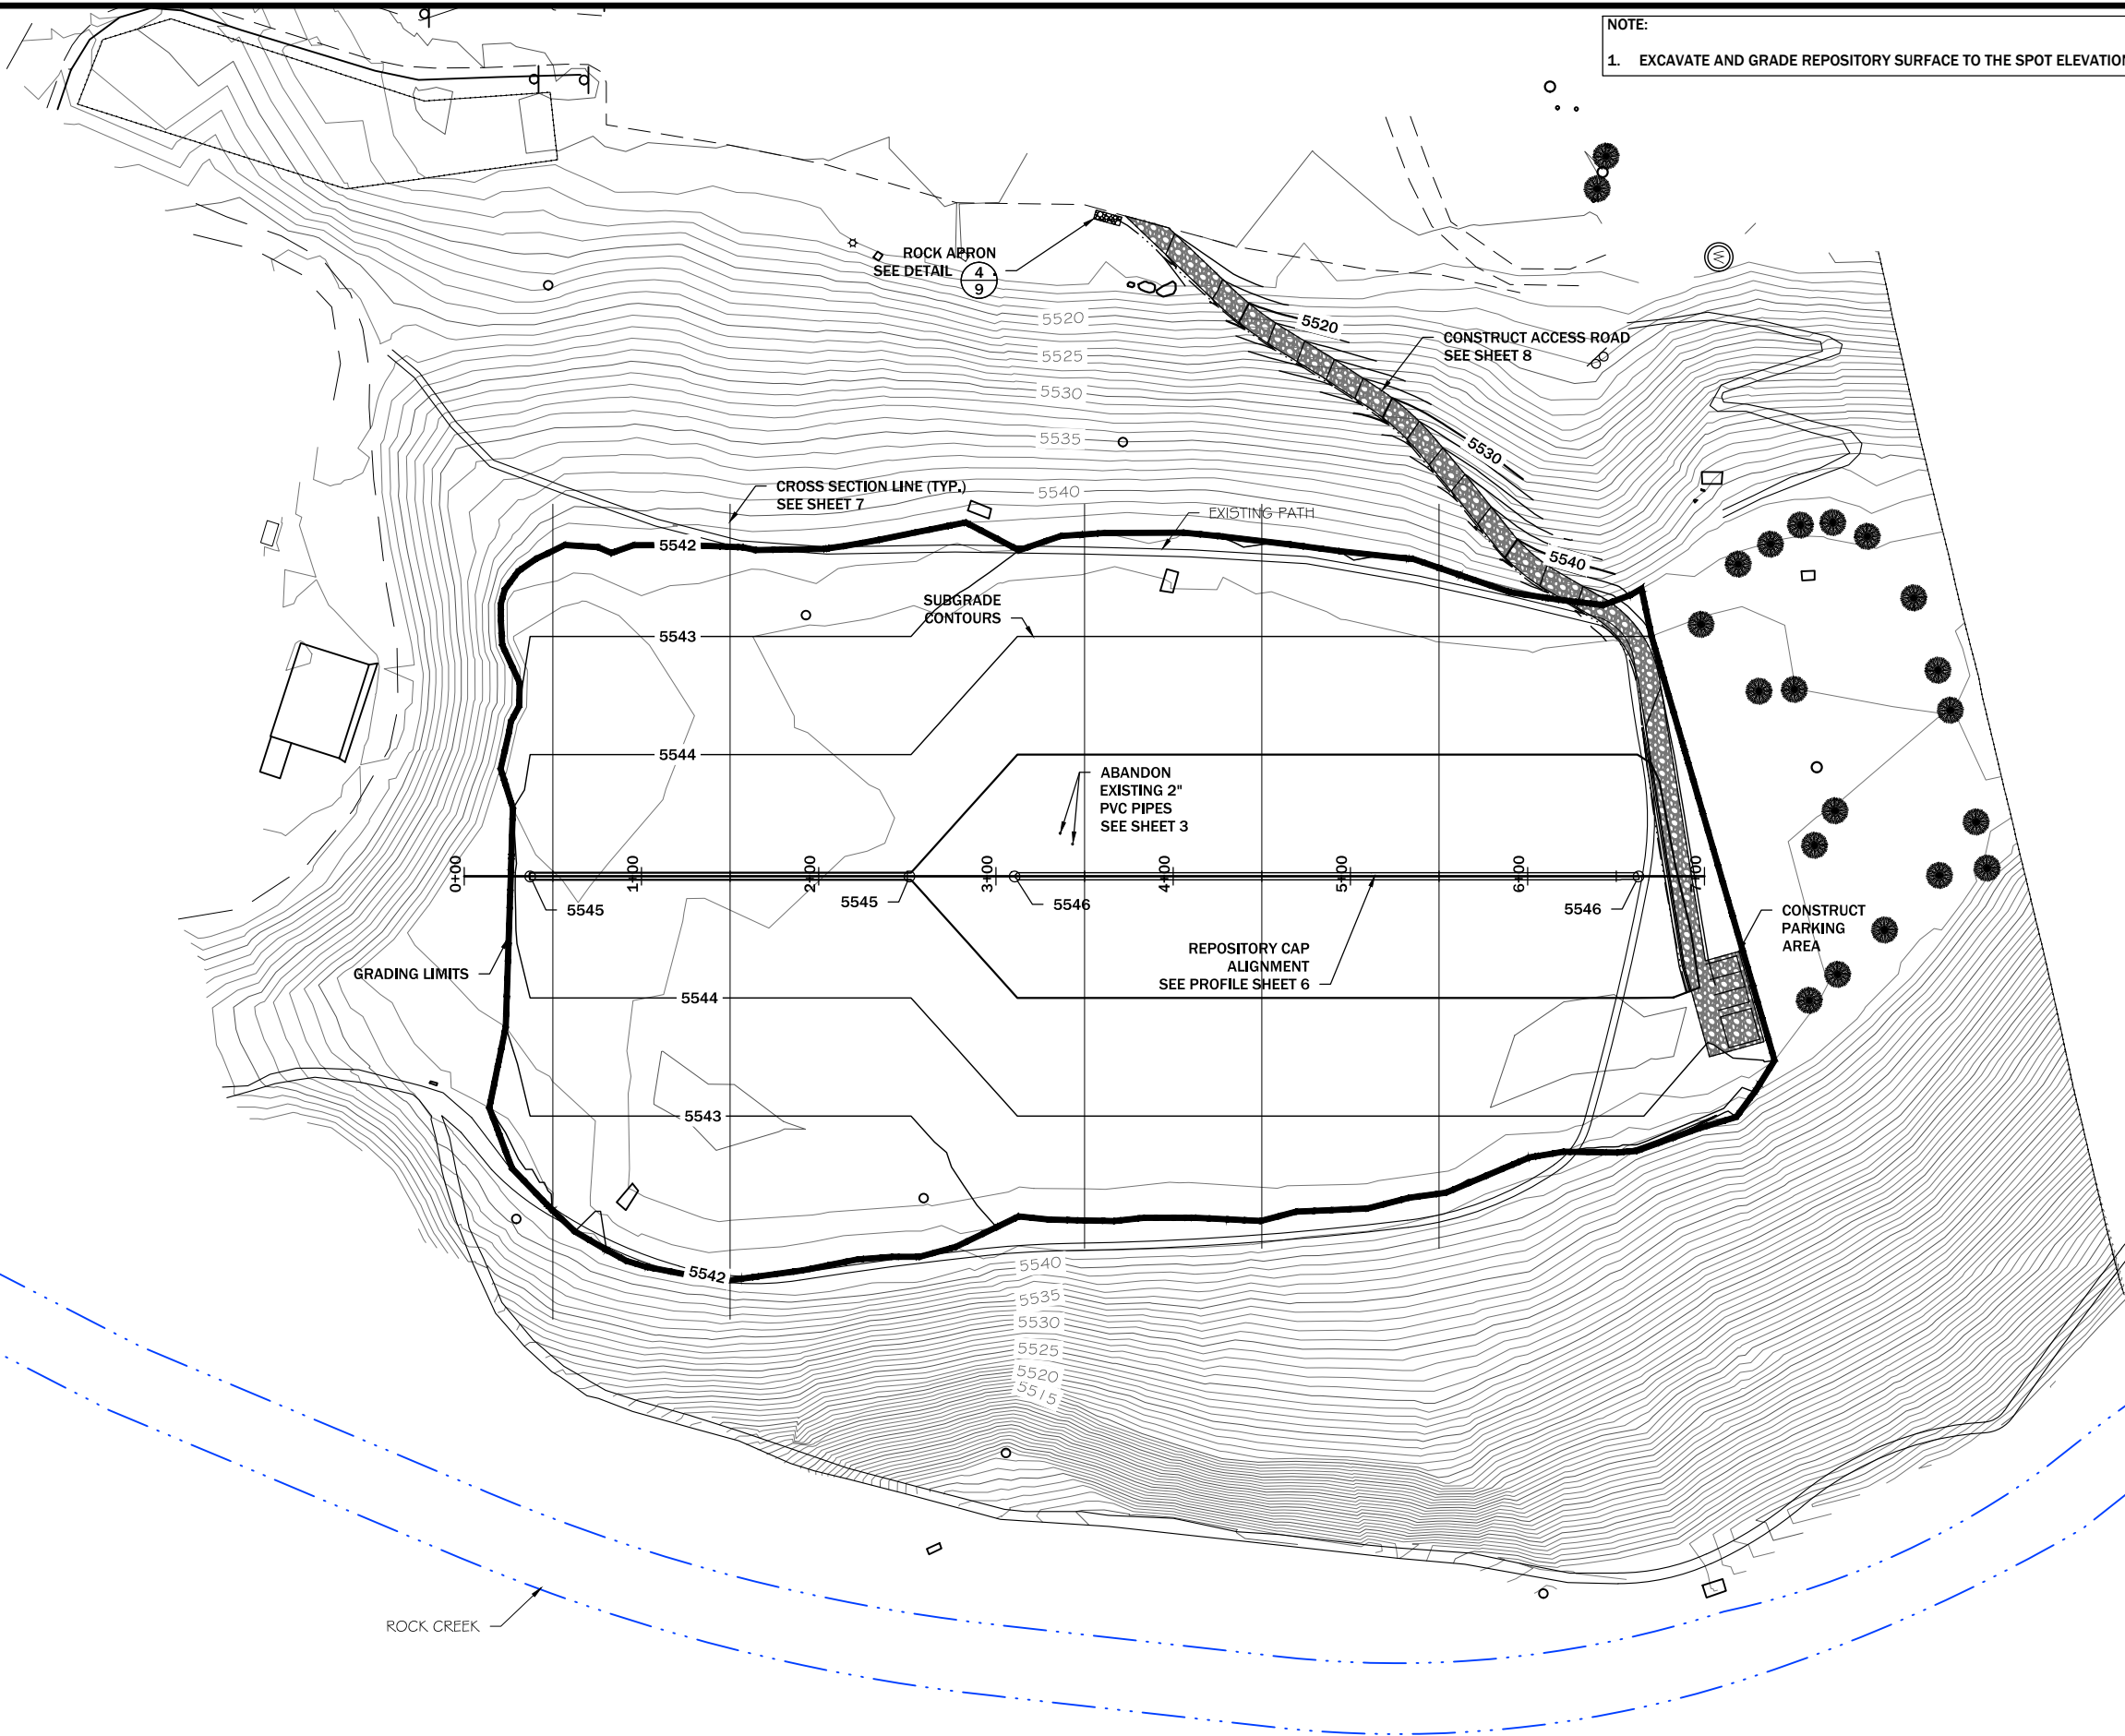 NOTE:
1. EXCAVATE AND GRADE REPOSITORY SURFACE TO THE SPOT ELEVATION
ROCK APRON
SEE DETAIL
4
9
5520
5520
CONSTRUCT ACCESS ROAD
SEE SHEET 8
5525
5530
5535
5530
CROSS SECTION LINE (TYP.)
SEE SHEET 7
5540
EXISTING PATH
5542
5540
SUBGRADE
CONTOURS
5543
5544
ABANDON
EXISTING 2"
PVC PIPES
SEE SHEET 3
0+00
1+00
2+00
3+00
4+00
5+00
6+00
7+00
5545
5545
5546
5546
CONSTRUCT
PARKING
AREA
REPOSITORY CAP
ALIGNMENT
SEE PROFILE SHEET 6
GRADING LIMITS
5544
5543
5542
5540
5535
5530
5525
5520
5515
ROCK CREEK
W